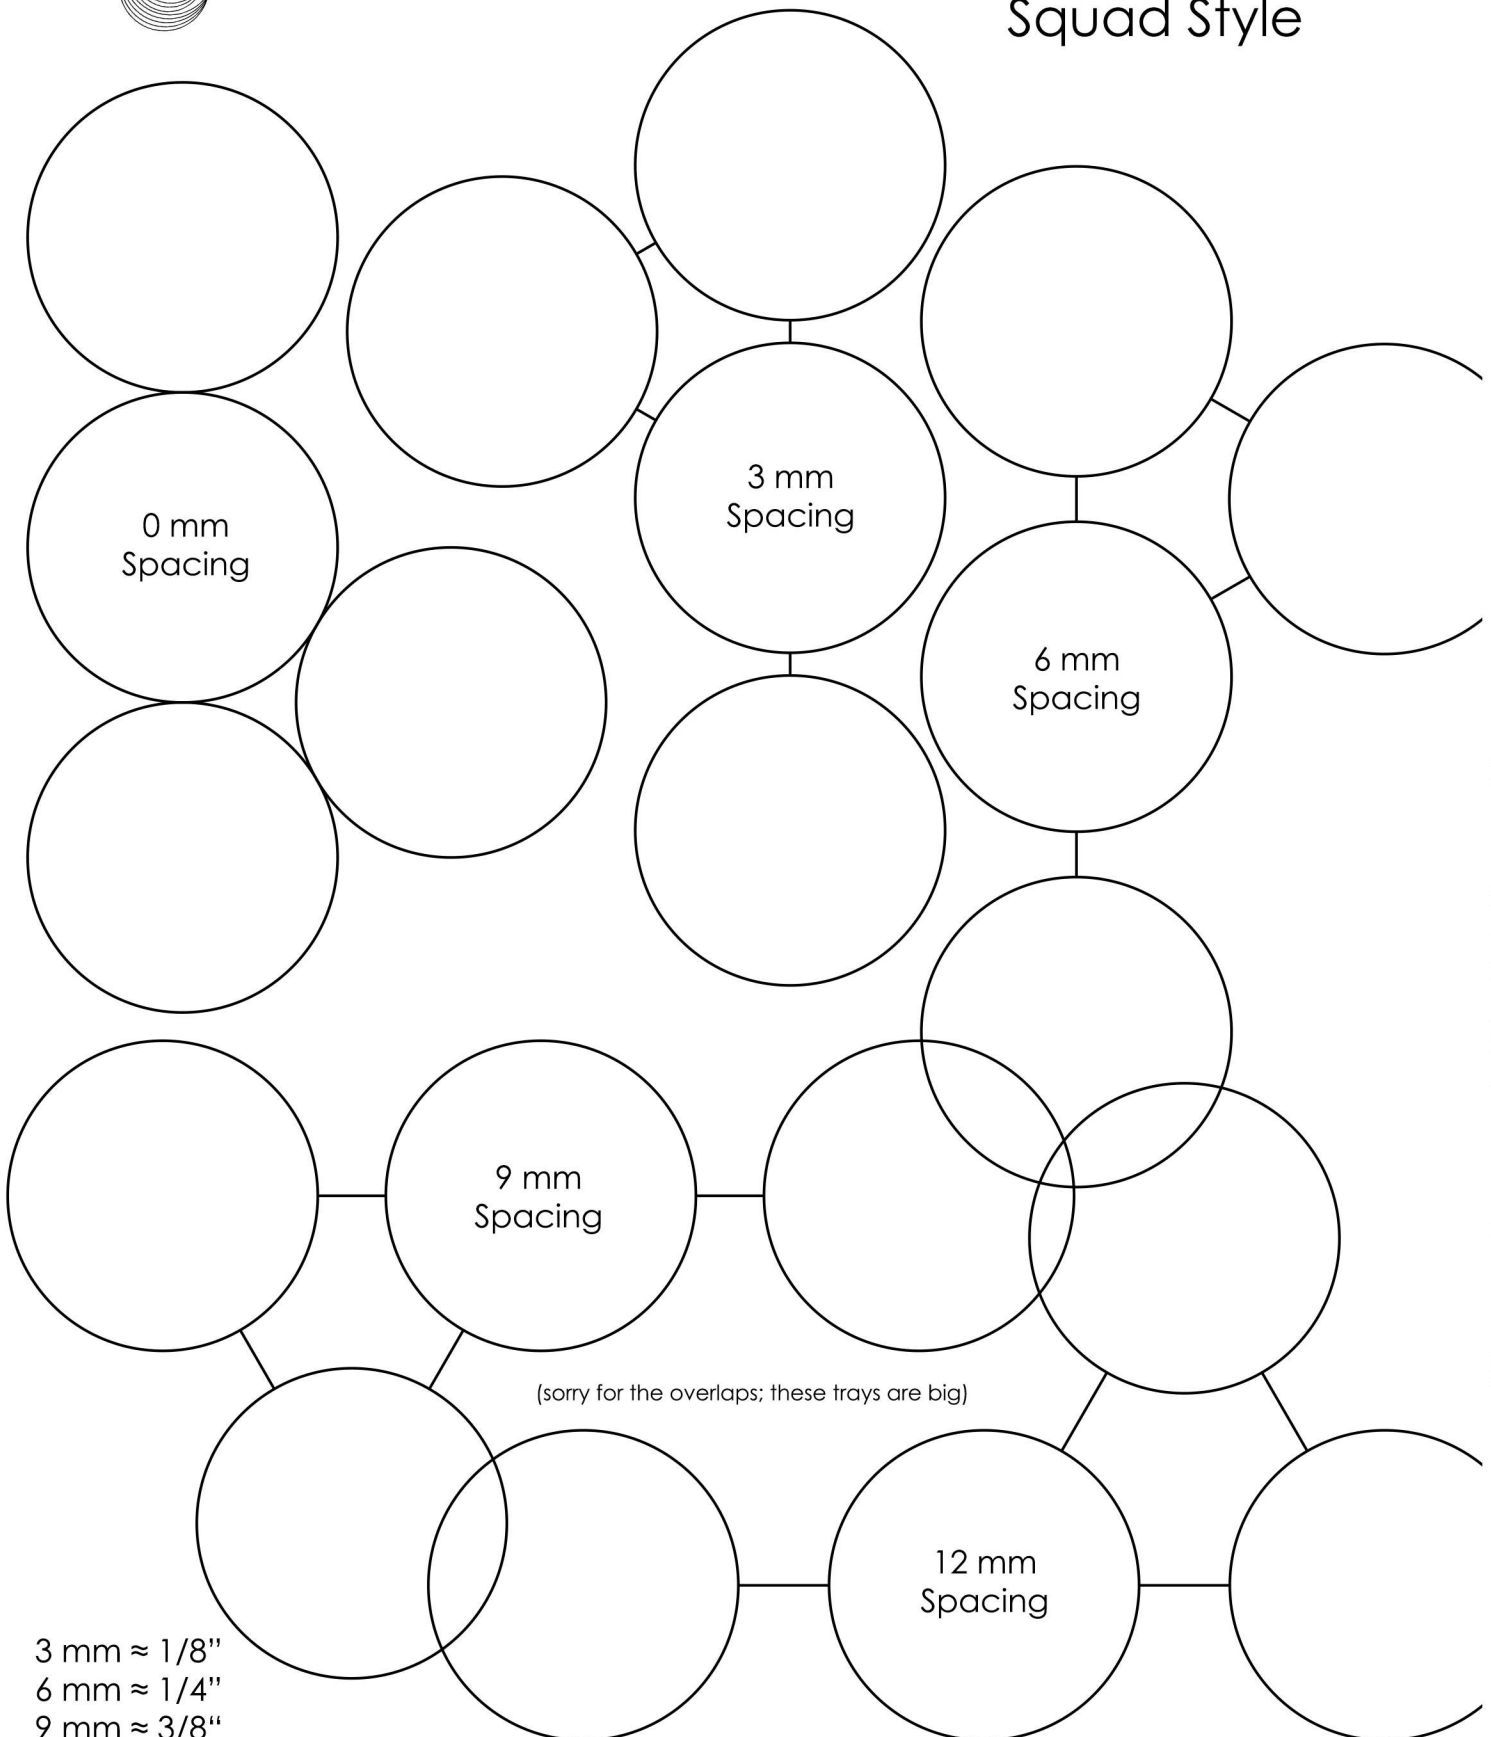 Squad Style
3 mm
Spacing
0 mm
Spacing
6 mm
Spacing
9 mm
Spacing
(sorry for the overlaps; these trays are big)
12 mm
Spacing
3 mm ≈ 1/8”
6 mm ≈ 1/4”
9 mm ≈ 3/8“